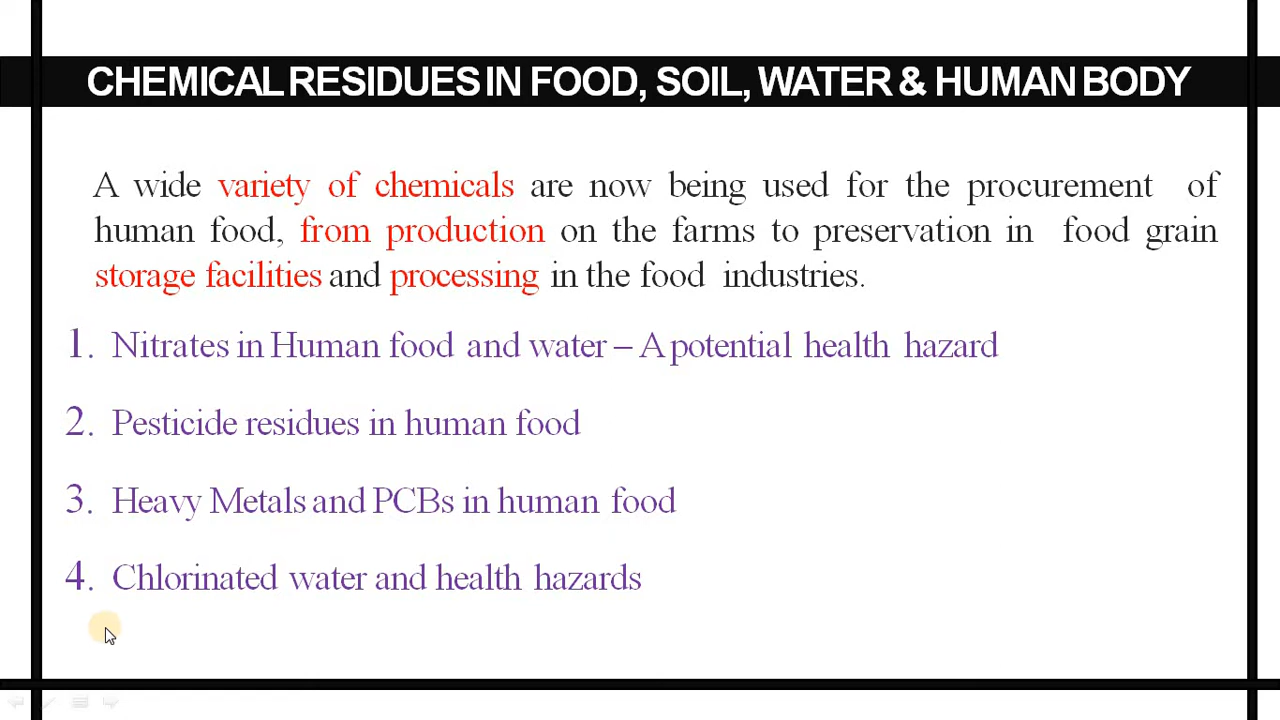 CHEMICAL RESIDUES IN FOOD, SOIL, WATER & HUMAN BODY
A wide variety of chemicals are now being used for the procurement of
human food, from production on the farms to preservation in food grain
storage facilities and processing in the food industries.
1. Nitrates in Human food and water – A potential health hazard
2. Pesticide residues in human food
3. Heavy Metals and PCBs in human food
4. Chlorinated water and health hazards